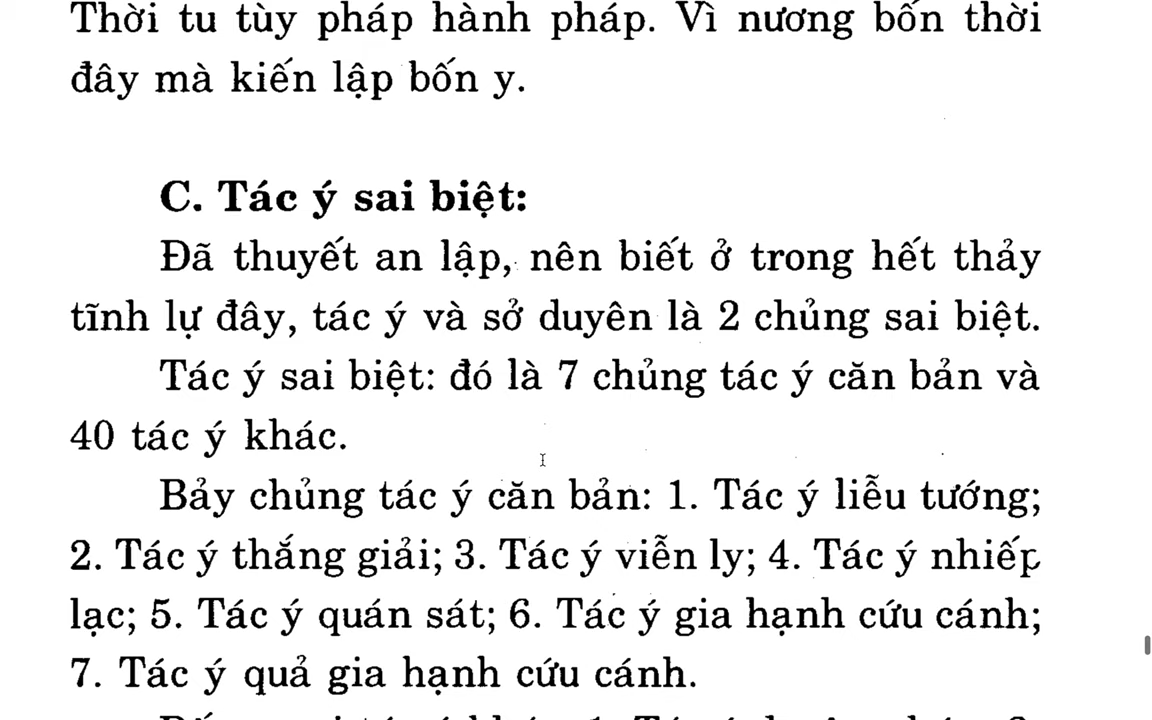 Thời tu tùy pháp hành pháp. Vì nương bốn thời
đây mà kiến lập bốn y.
C. Tác ý sai biệt:
Đã thuyết an lập, nên biết ở trong hết thảy
tĩnh lự đây, tác ý và sở duyên là 2 chủng sai biệt.
Tác ý sai biệt: đó là 7 chủng tác ý căn bản và
40 tác ý khác.
Bảy chủng tác ý căn bản: 1. Tác ý liễu tướng;
2. Tác ý thắng giải; 3. Tác ý viễn ly; 4. Tác ý nhiếp
lạc; 5. Tác ý quán sát; 6. Tác ý gia hạnh cứu cánh;
7. Tác ý quả gia hạnh cứu cánh.